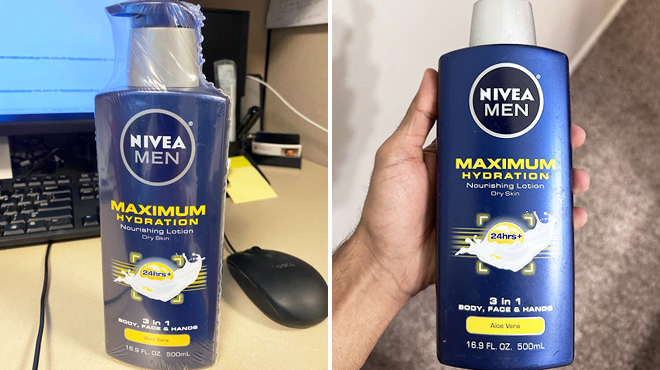 NIVEA
MEN
MAXIMUM
HYDRATION
Nourishing Lotion
Dry Skin
24hrs+
3 in 1
BODY, FACE & HANDS
Aloe Vera
16.9 FL. OZ. 500mL
NIVEA
MEN
MAXIMUM
HYDRATION
Nourishing Lotion
Dry Skin
24hrs+
3 in 1
BODY, FACE & HANDS
Aloe Vera
16.9 FL. OZ. 500mL